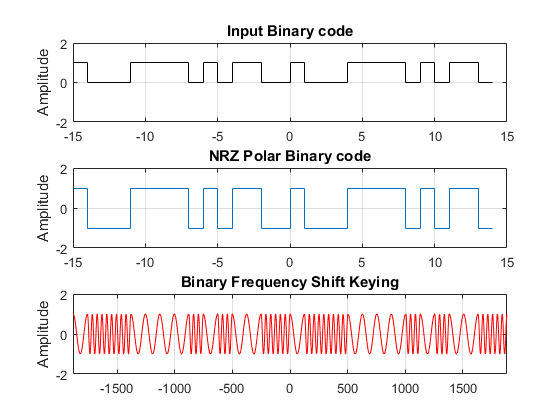 Input Binary code
Amplitude
2
0
-2
-15 -10 -5 0 5 10 15
NRZ Polar Binary code
Amplitude
2
0
-2
-15 -10 -5 0 5 10 15
Binary Frequency Shift Keying
Amplitude
2
0
-2
-1500 -1000 -500 0 500 1000 1500